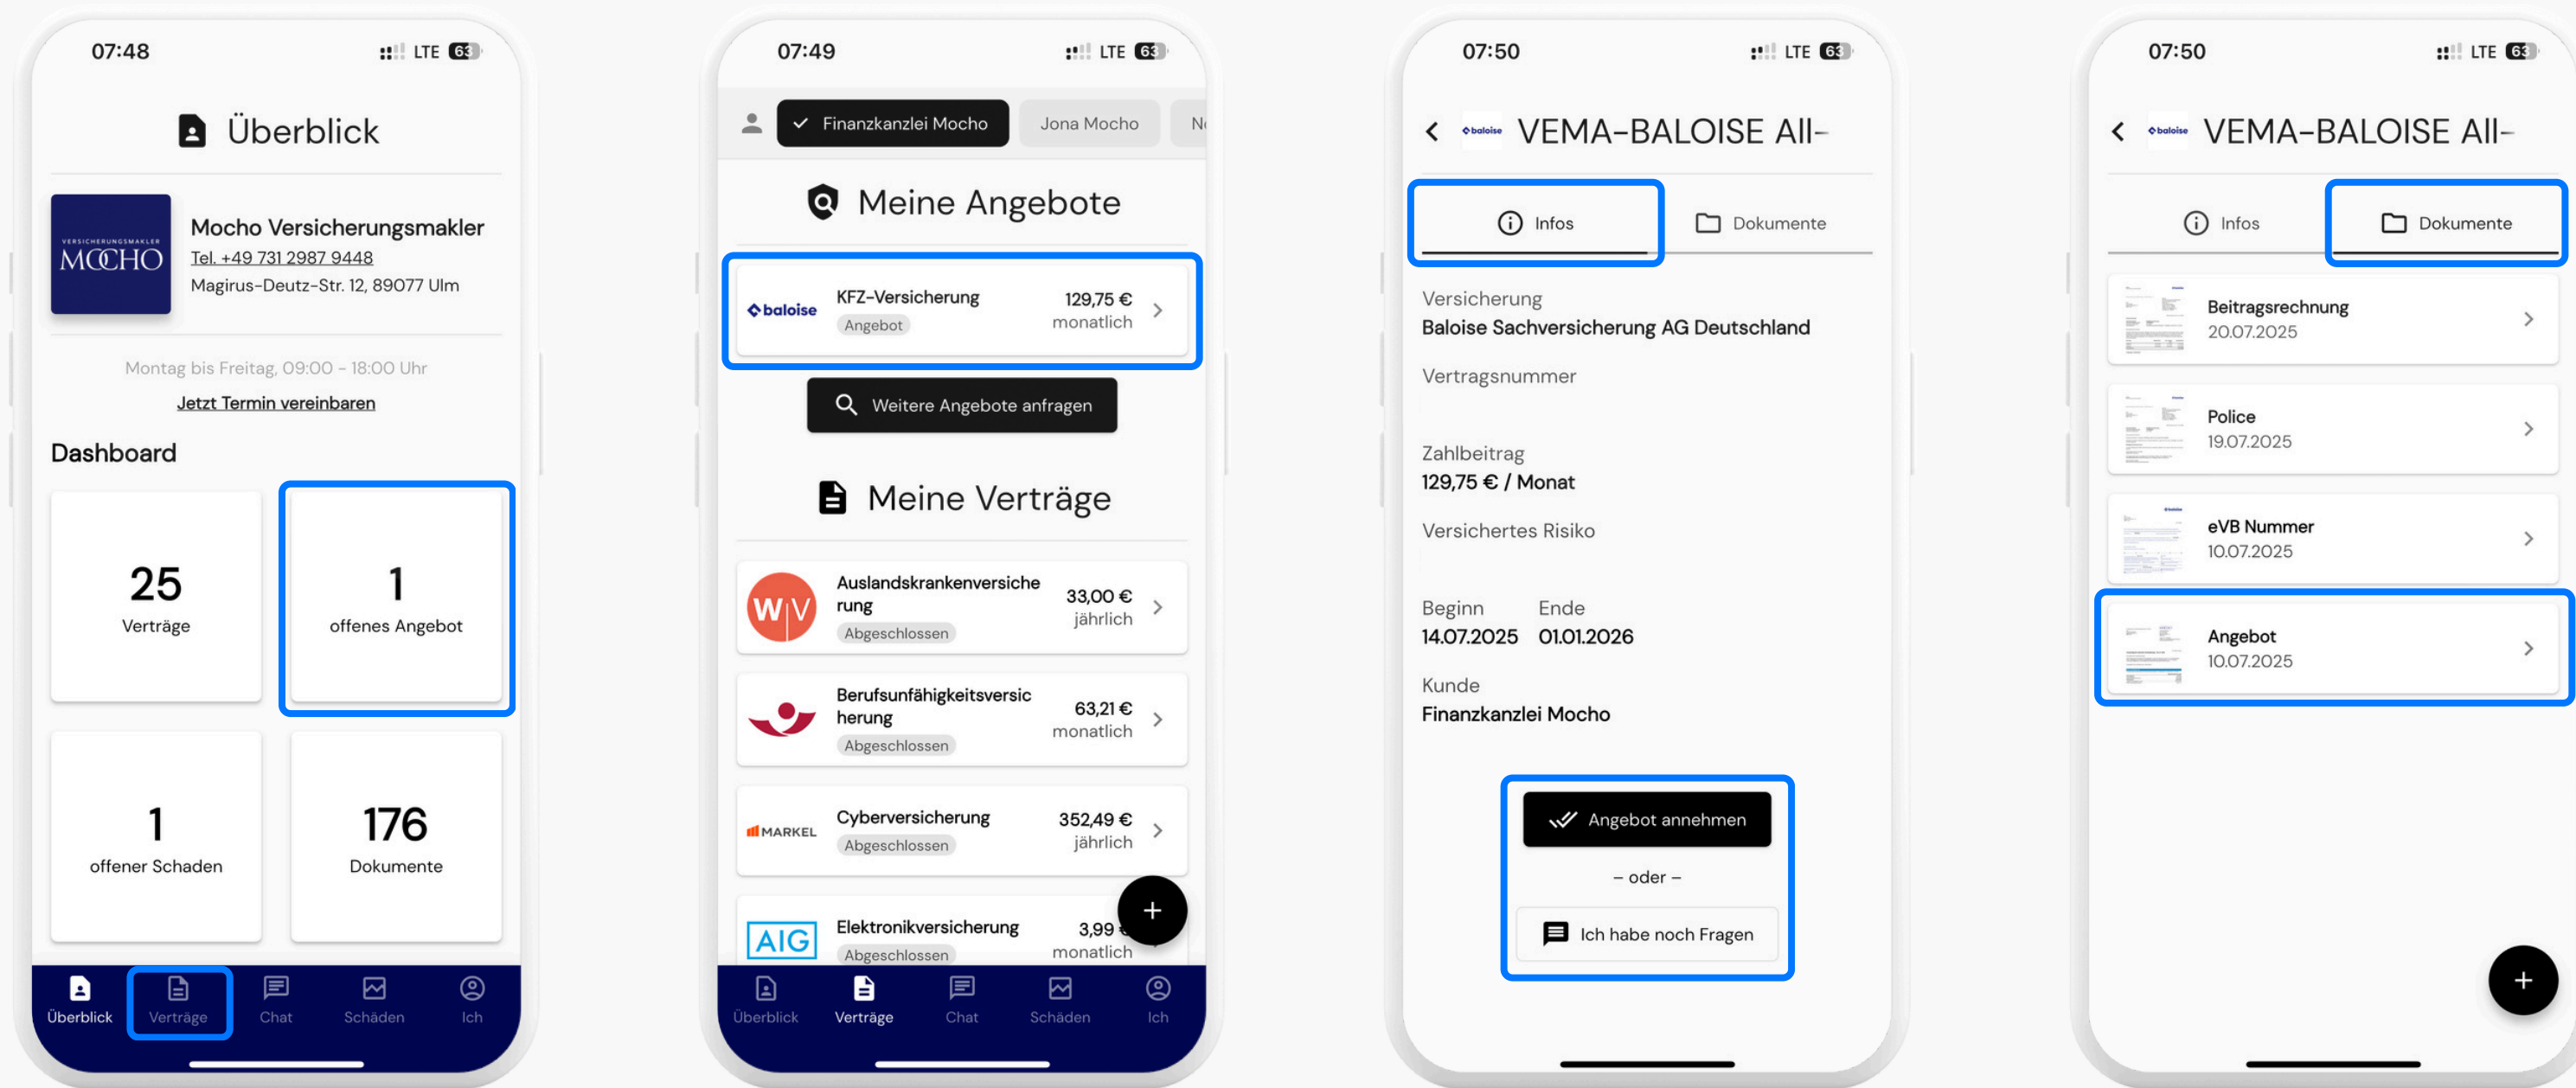 07:48
LTE 63
Überblick
VERSICHERUNGSMAKLER
MOCHO
Mocho Versicherungsmakler
Tel. +49 731 2987 9448
Magirus-Deutz-Str. 12, 89077 Ulm
Montag bis Freitag, 09:00 - 18:00 Uhr
Jetzt Termin vereinbaren
Dashboard
25
Verträge
1
offenes Angebot
1
offener Schaden
176
Dokumente
Überblick
Verträge
Chat
Schäden
Ich
07:49
LTE 63
Finanzkanzlei Mocho
Jona Mocho
Meine Angebote
baloise
KFZ-Versicherung
Angebot
129,75 €
monatlich
Weitere Angebote anfragen
Meine Verträge
W|V
Auslandskrankenversiche
rung
Abgeschlossen
33,00 €
jährlich
Berufsunfähigkeitsversic
herung
Abgeschlossen
63,21 €
monatlich
MARKEL
Cyberversicherung
Abgeschlossen
352,49 €
jährlich
AIG
Elektronikversicherung
Abgeschlossen
3,99
monatlich
Überblick
Verträge
Chat
Schäden
Ich
07:50
LTE 63
baloise
VEMA-BALOISE All-
Infos
Dokumente
Versicherung
Baloise Sachversicherung AG Deutschland
Vertragsnummer
Zahlbeitrag
129,75 € / Monat
Versichertes Risiko
Beginn Ende
14.07.2025 01.01.2026
Kunde
Finanzkanzlei Mocho
Angebot annehmen
– oder –
Ich habe noch Fragen
07:50
LTE 63
baloise
VEMA-BALOISE All-
Infos
Dokumente
Beitragsrechnung
20.07.2025
Police
19.07.2025
eVB Nummer
10.07.2025
Angebot
10.07.2025